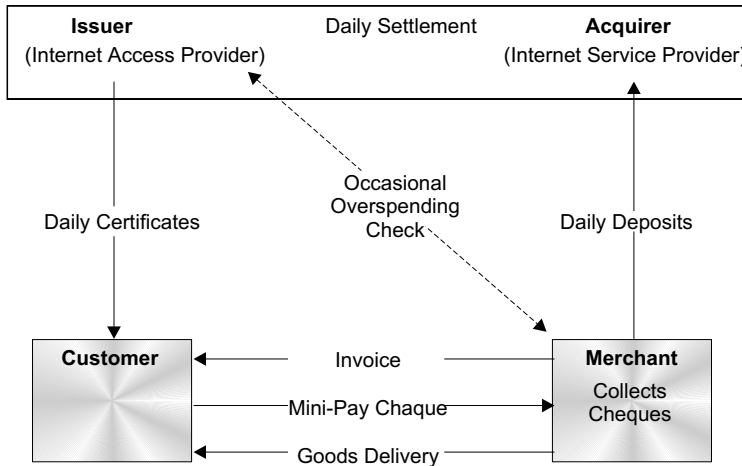 Issuer
Daily Settlement
Acquirer
(Internet Access Provider)
(Internet Service Provider)
Occasional
Overspending
Check
Daily Certificates
Daily Deposits
Customer
Invoice
Merchant
Mini-Pay Chaque
Collects
Cheques
Goods Delivery